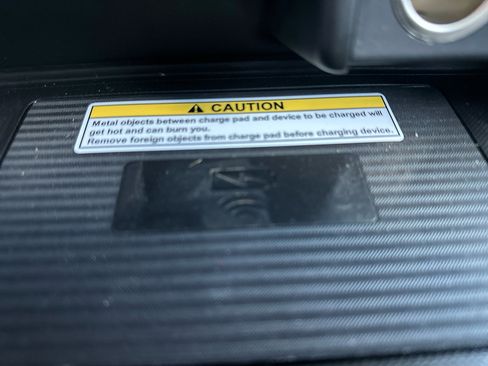 CAUTION
Metal objects between charge pad and device to be charged will
get hot and can burn you.
Remove foreign objects from charge pad before charging device.